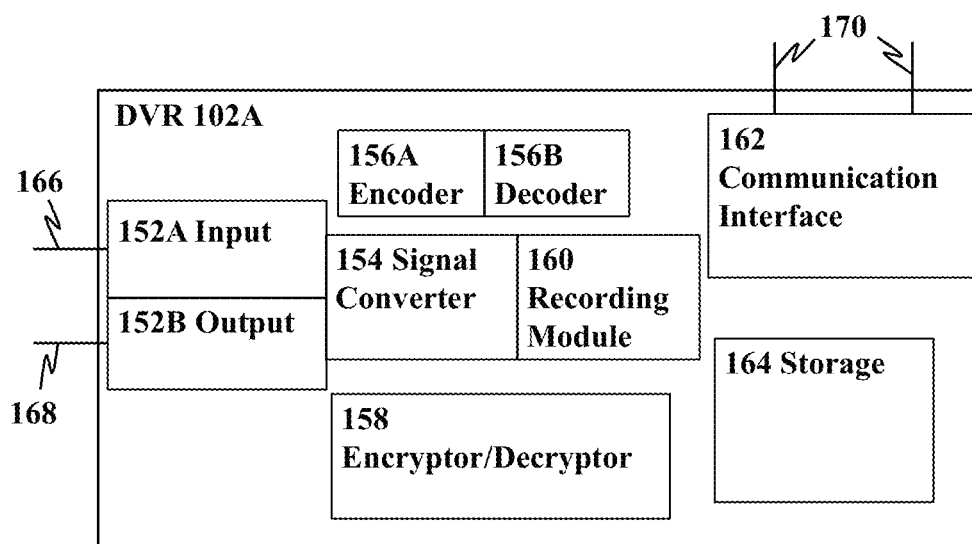 170
DVR 102A
156A
Encoder
156B
Decoder
162
Communication
Interface
166
152A Input
154 Signal
Converter
160
Recording
Module
152B Output
164 Storage
168
158
Encryptor/Decryptor